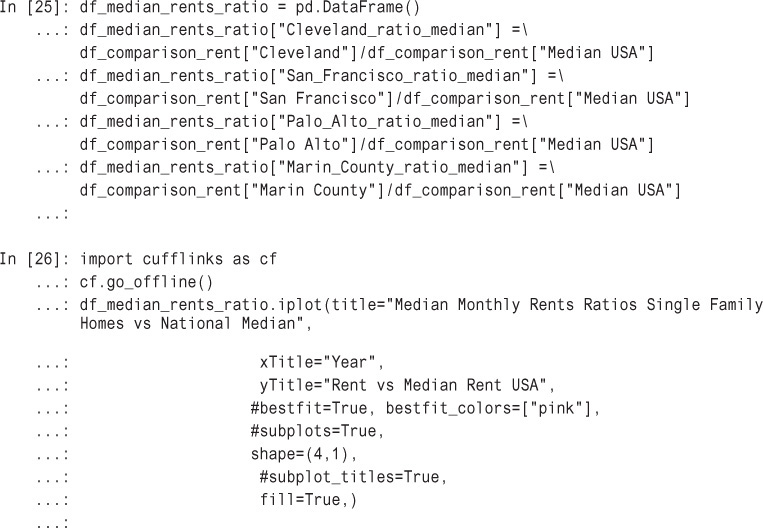 In [25]: df_median_rents_ratio = pd.DataFrame()
...: df_median_rents_ratio["Cleveland_ratio_median"] =\
df_comparison_rent["Cleveland"]/df_comparison_rent["Median USA"]
...: df_median_rents_ratio["San_Francisco_ratio_median"] =\
df_comparison_rent["San Francisco"]/df_comparison_rent["Median USA"]
...: df_median_rents_ratio["Palo_Alto_ratio_median"] =\
df_comparison_rent["Palo Alto"]/df_comparison_rent["Median USA"]
...: df_median_rents_ratio["Marin_County_ratio_median"] =\
df_comparison_rent["Marin County"]/df_comparison_rent["Median USA"]
...:
In [26]: import cufflinks as cf
...: cf.go_offline()
...: df_median_rents_ratio.iplot(title="Median Monthly Rents Ratios Single Family
Homes vs National Median",
...: xTitle="Year",
...: yTitle="Rent vs Median Rent USA",
...: #bestfit=True, bestfit_colors=["pink"],
...: #subplots=True,
...: shape=(4,1),
...: #subplot_titles=True,
...: fill=True,)
...: